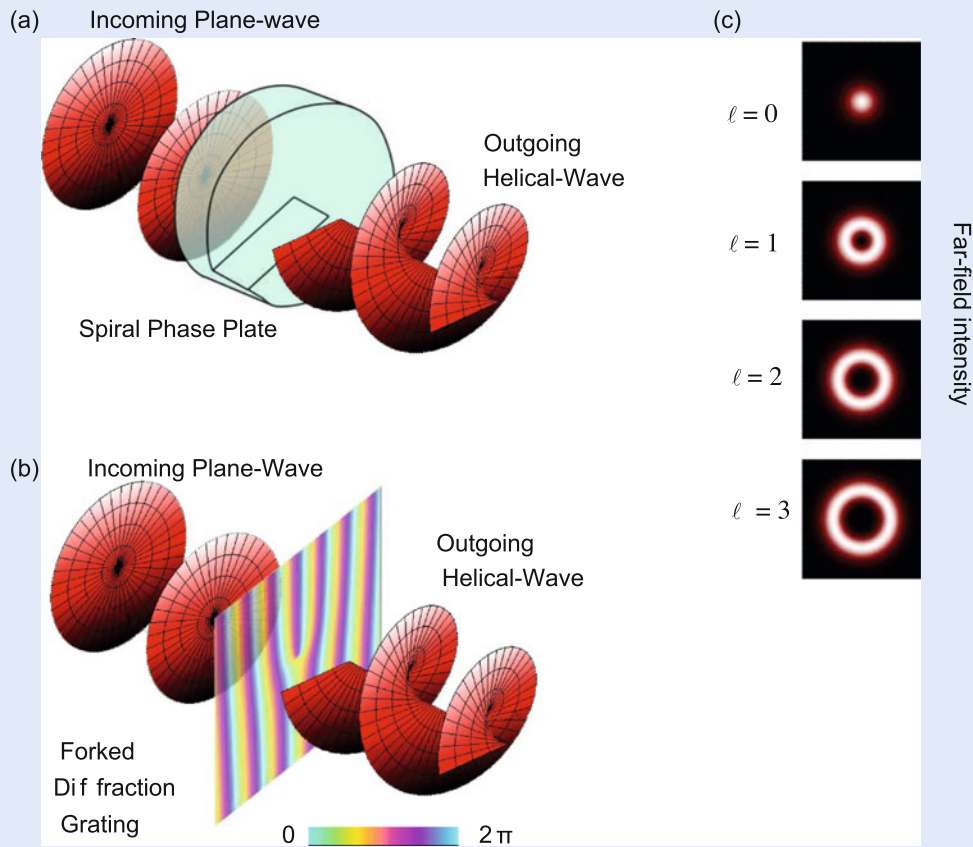 (a)
Incoming Plane-wave
Outgoing
Helical-Wave
Spiral Phase Plate
(b)
Incoming Plane-Wave
Outgoing
Helical-Wave
Forked
Dif fraction
Grating
0
2 π
(c)
ℓ = 0
ℓ = 1
ℓ = 2
ℓ = 3
Far-field intensity